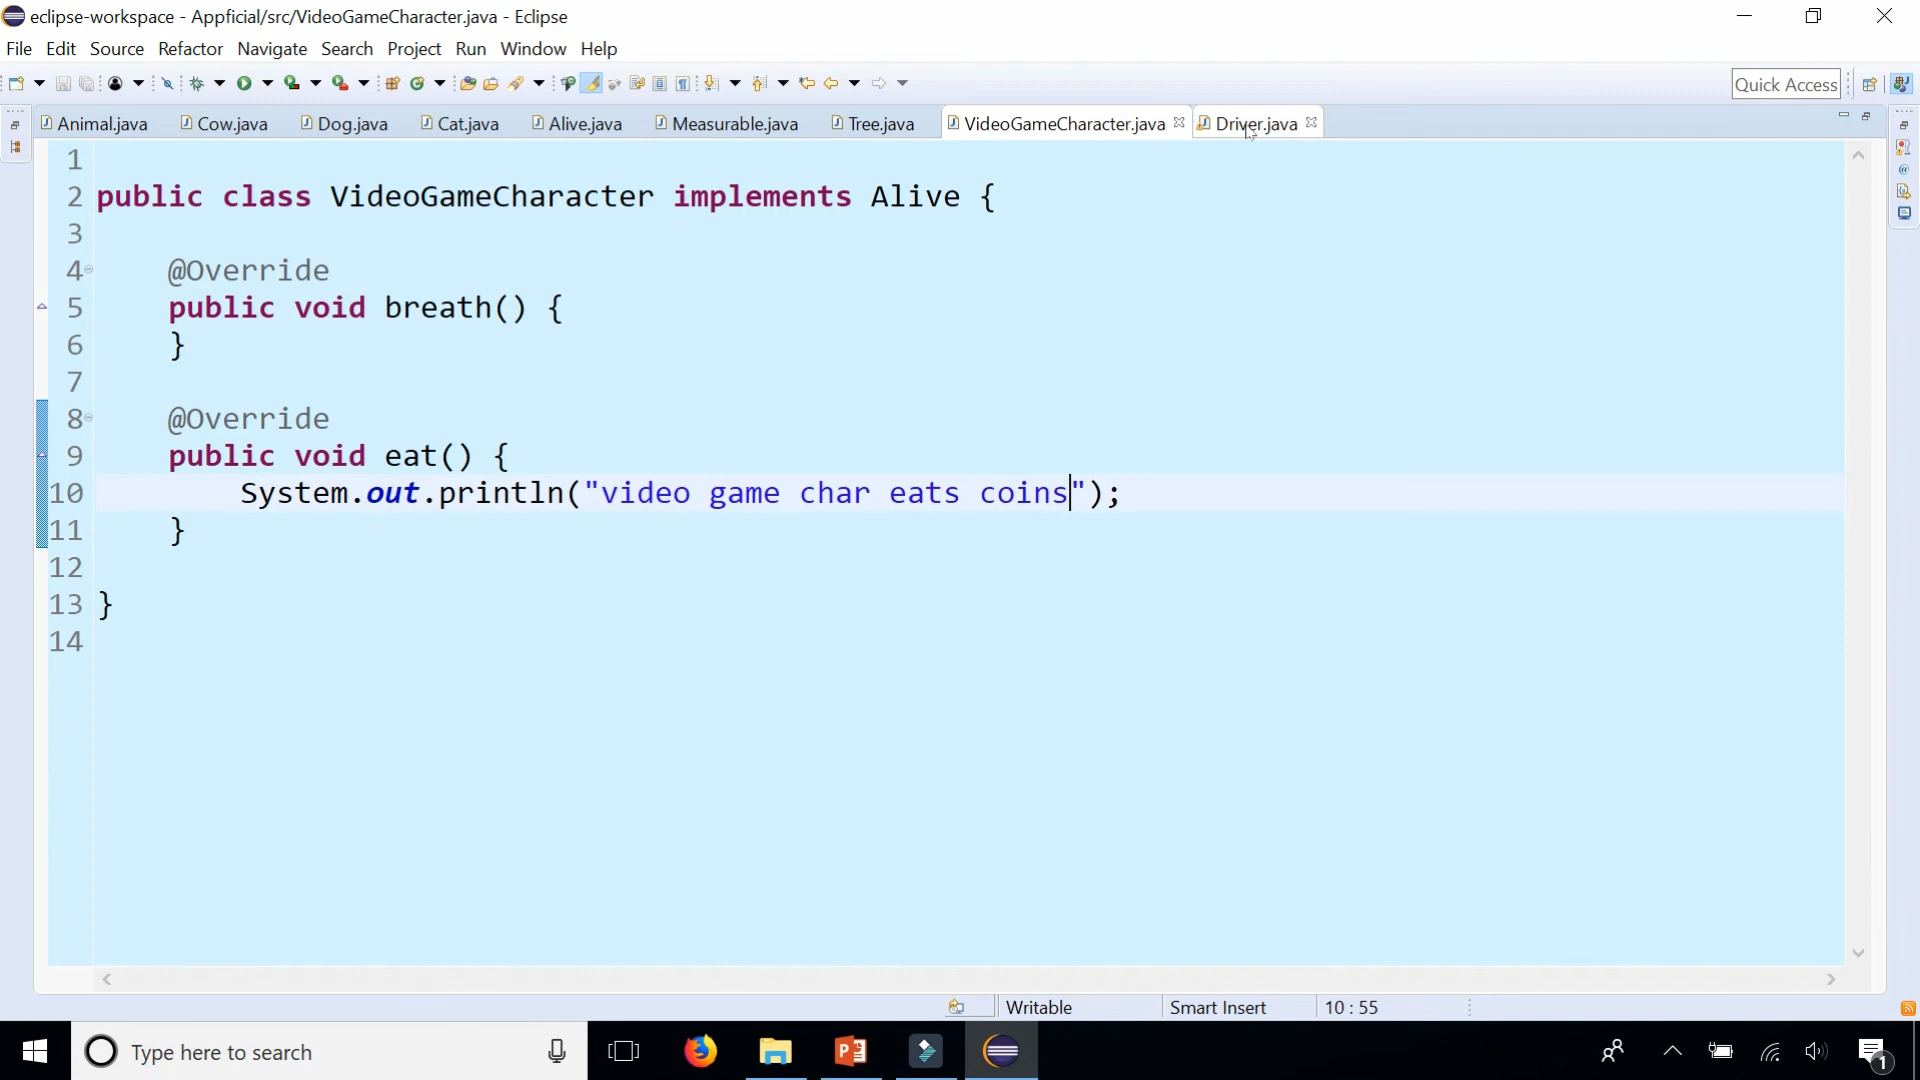 eclipse-workspace - Appficial/src/VideoGameCharacter.java - Eclipse
File Edit Source Refactor Navigate Search Project Run Window Help
Quick Access
Animal.java Cow.java Dog.java Cat.java Alive.java Measurable.java Tree.java VideoGameCharacter.java Driver.java
1
2 public class VideoGameCharacter implements Alive {
3
4 @Override
5 public void breath() {
6 }
7
8 @Override
9 public void eat() {
10 System.out.println("video game char eats coins");
11 }
12
13 }
14
Writable Smart Insert 10 : 55
Type here to search
1